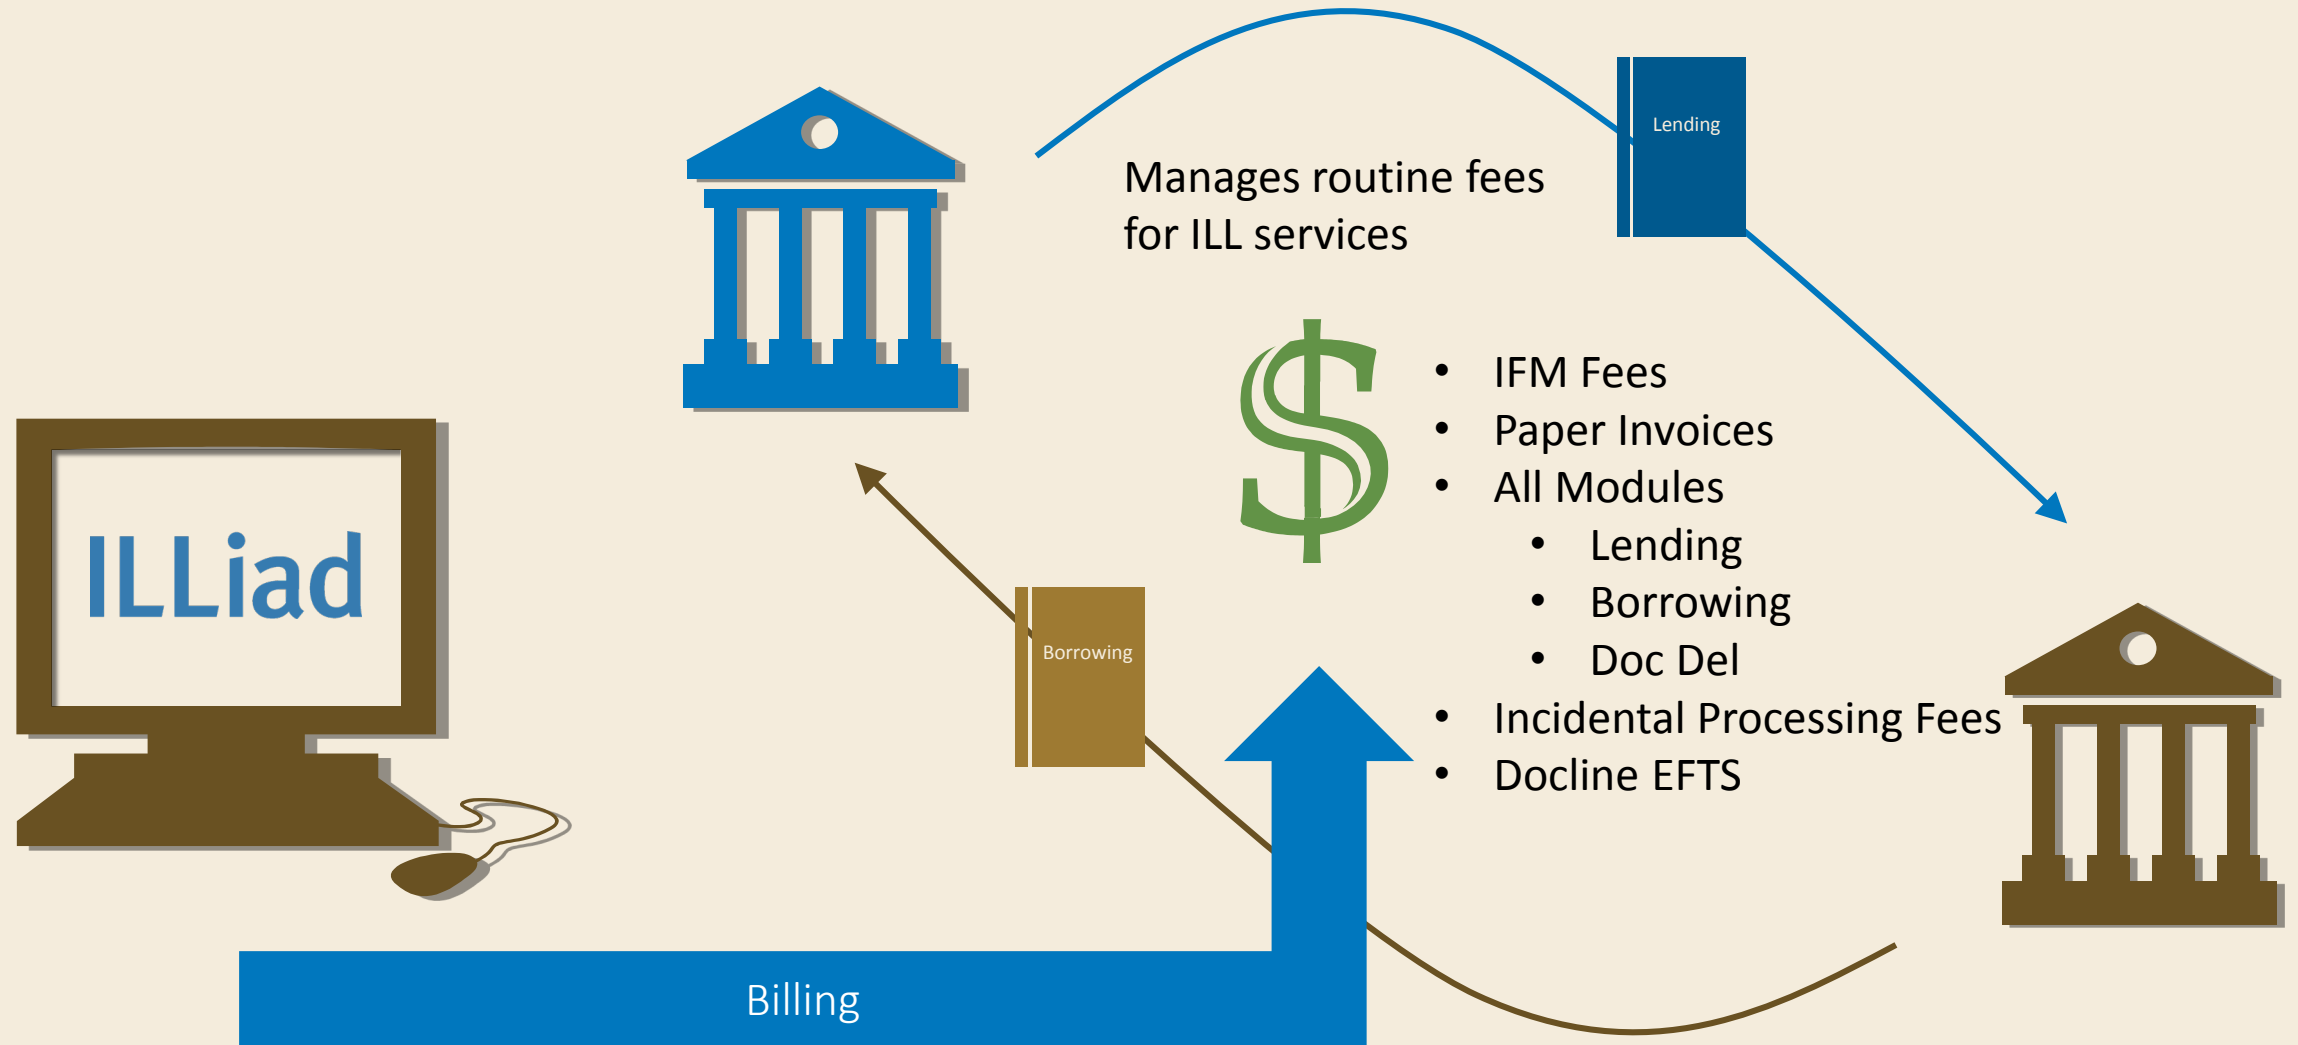 Lending
Manages routine fees
for ILL services
• IFM Fees
• Paper Invoices
• All Modules
• Lending
• Borrowing
• Doc Del
• Incidental Processing Fees
• Docline EFTS
ILLiad
Borrowing
Billing